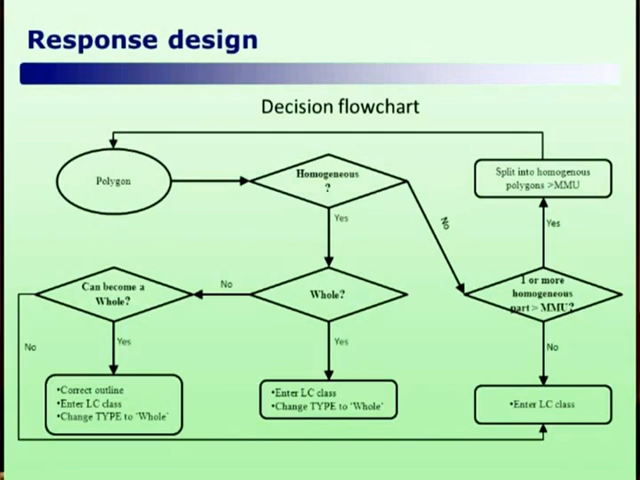 Response design
Decision flowchart
Polygon
Homogeneous
?
Split into homogenous
polygons >MMU
Yes
No
Yes
Can become a
Whole?
No
Whole?
1 or more
homogeneous
part > MMU?
No
Yes
Yes
No
•Correct outline
•Enter LC class
•Change TYPE to 'Whole'
•Enter LC class
•Change TYPE to 'Whole'
•Enter LC class